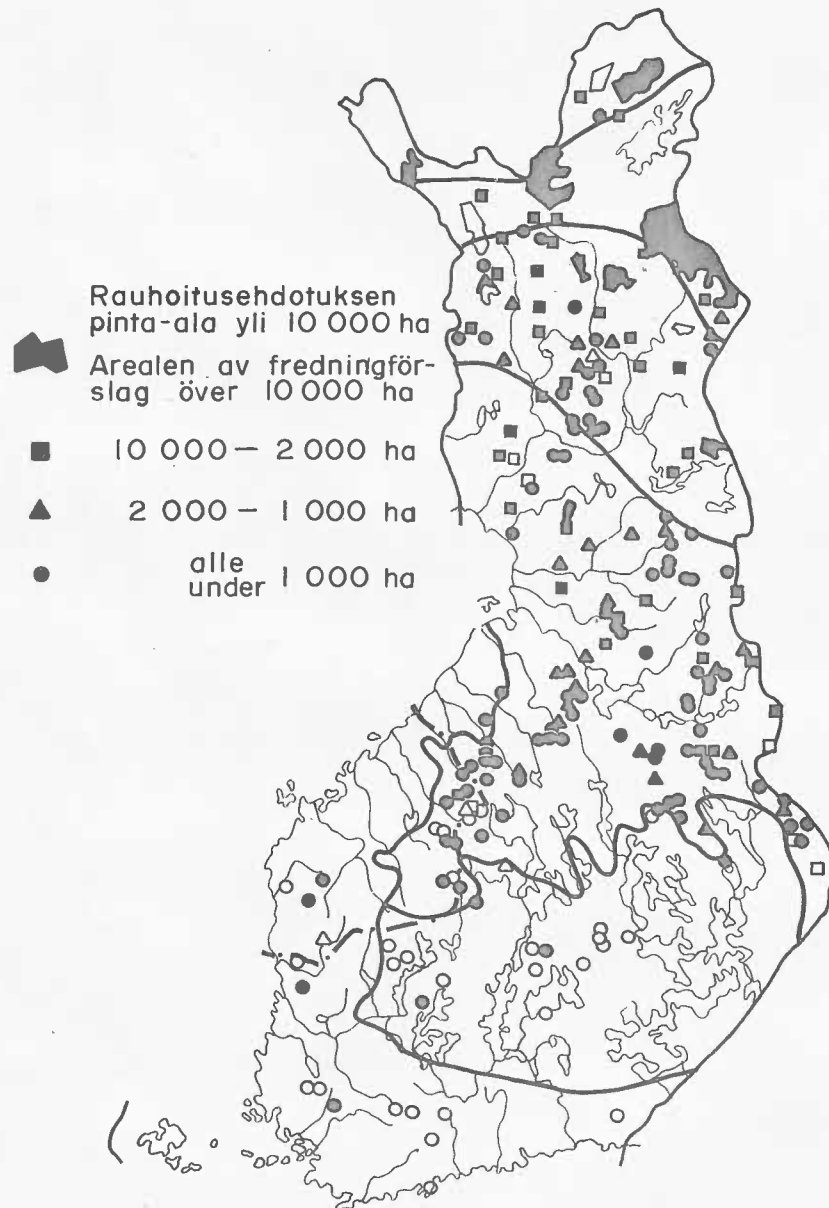 Rauhoitusehdotuksen
pinta-ala yli 10 000 ha
Arealen av fredningför-
slag över 10 000 ha
10 000 — 2 000 ha
2 000 — 1 000 ha
alle
under 1 000 ha